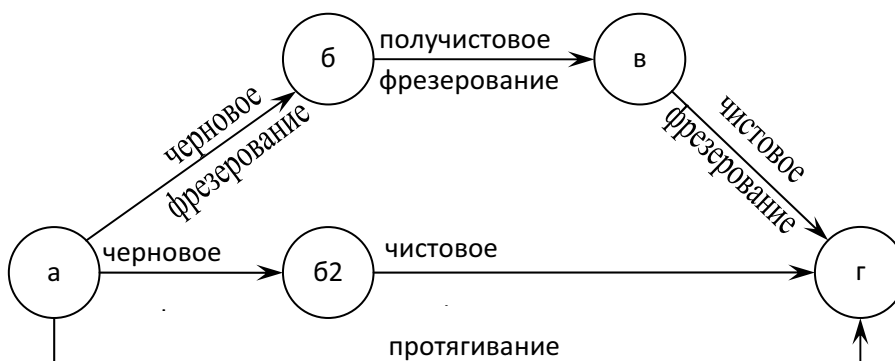 б
получистовое
фрезерование
в
черновое
фрезерование
чистовое
фрезерование
а
черновое
б2
чистовое
г
протягивание